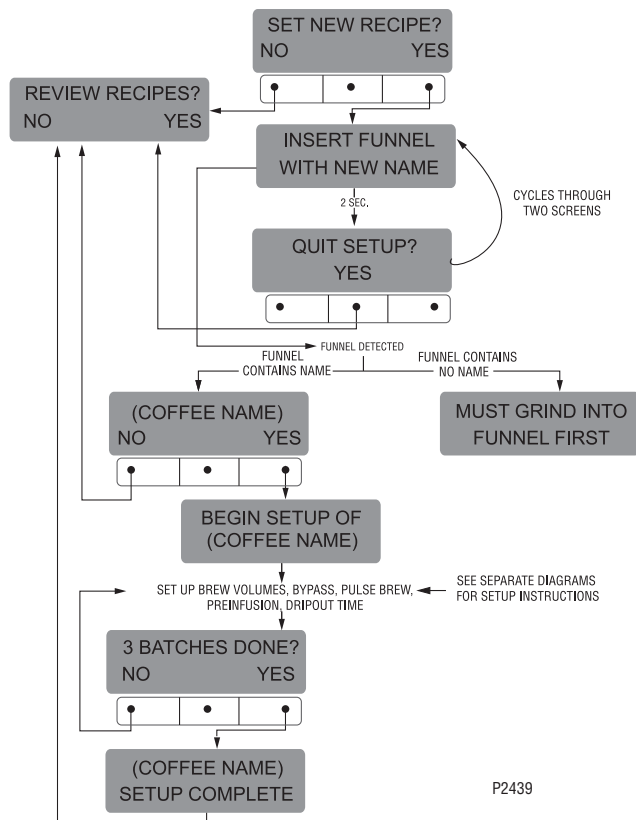 SET NEW RECIPE?
NO YES
REVIEW RECIPES?
NO YES
INSERT FUNNEL
WITH NEW NAME
2 SEC.
CYCLES THROUGH
TWO SCREENS
QUIT SETUP?
YES
FUNNEL DETECTED
FUNNEL
CONTAINS NAME
FUNNEL CONTAINS
NO NAME
(COFFEE NAME)
NO YES
MUST GRIND INTO
FUNNEL FIRST
BEGIN SETUP OF
(COFFEE NAME)
SET UP BREW VOLUMES, BYPASS, PULSE BREW,
PREINFUSION, DRIPOUT TIME
SEE SEPARATE DIAGRAMS
FOR SETUP INSTRUCTIONS
3 BATCHES DONE?
NO YES
(COFFEE NAME)
SETUP COMPLETE
P2439